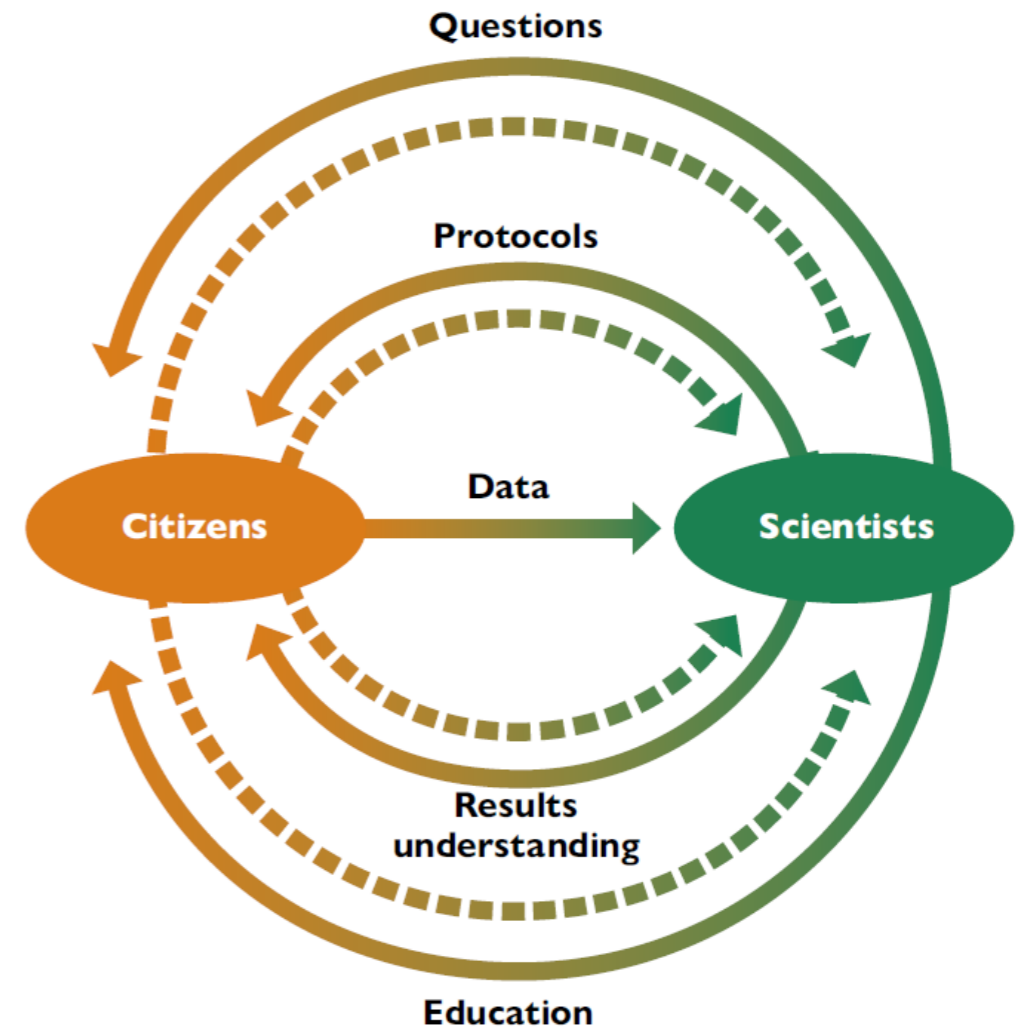 Questions
Protocols
Data
Citizens
Scientists
Results
understanding
Education